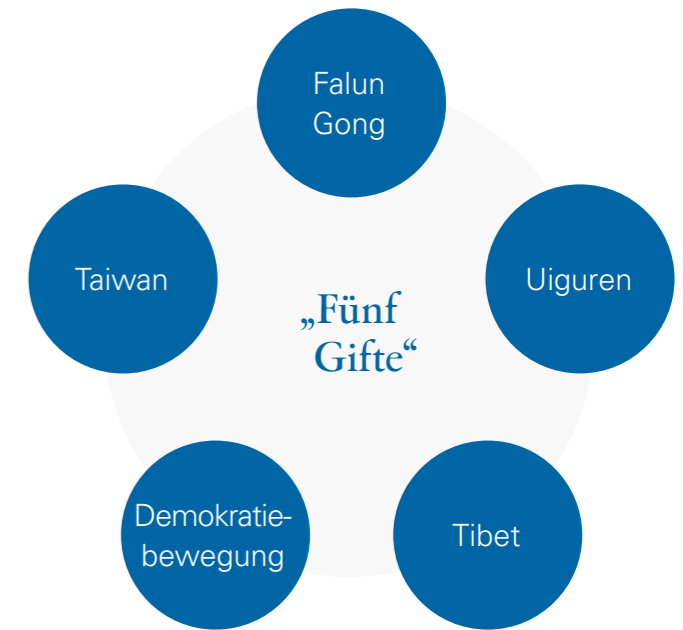 Falun
Gong
Taiwan
Uiguren
„Fünf
Gifte“
Demokratie-
bewegung
Tibet